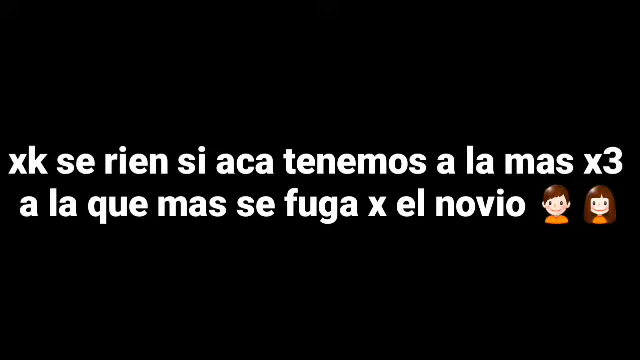 xk se rien si aca tenemos a la mas x3
a la que mas se fuga x el novio 👦👧